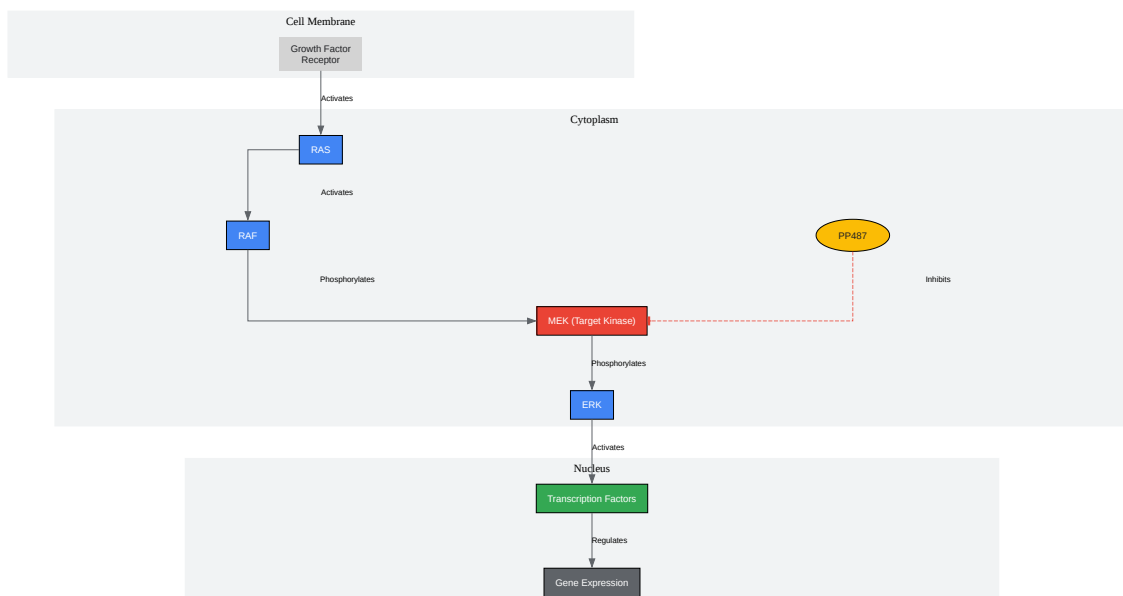 Cell Membrane
Growth Factor
Receptor
Activates
Cytoplasm
RAS
Activates
RAF
PP487
Phosphorylates
Inhibits
MEK (Target Kinase)
Phosphorylates
ERK
Activates
Nucleus
Transcription Factors
Regulates
Gene Expression